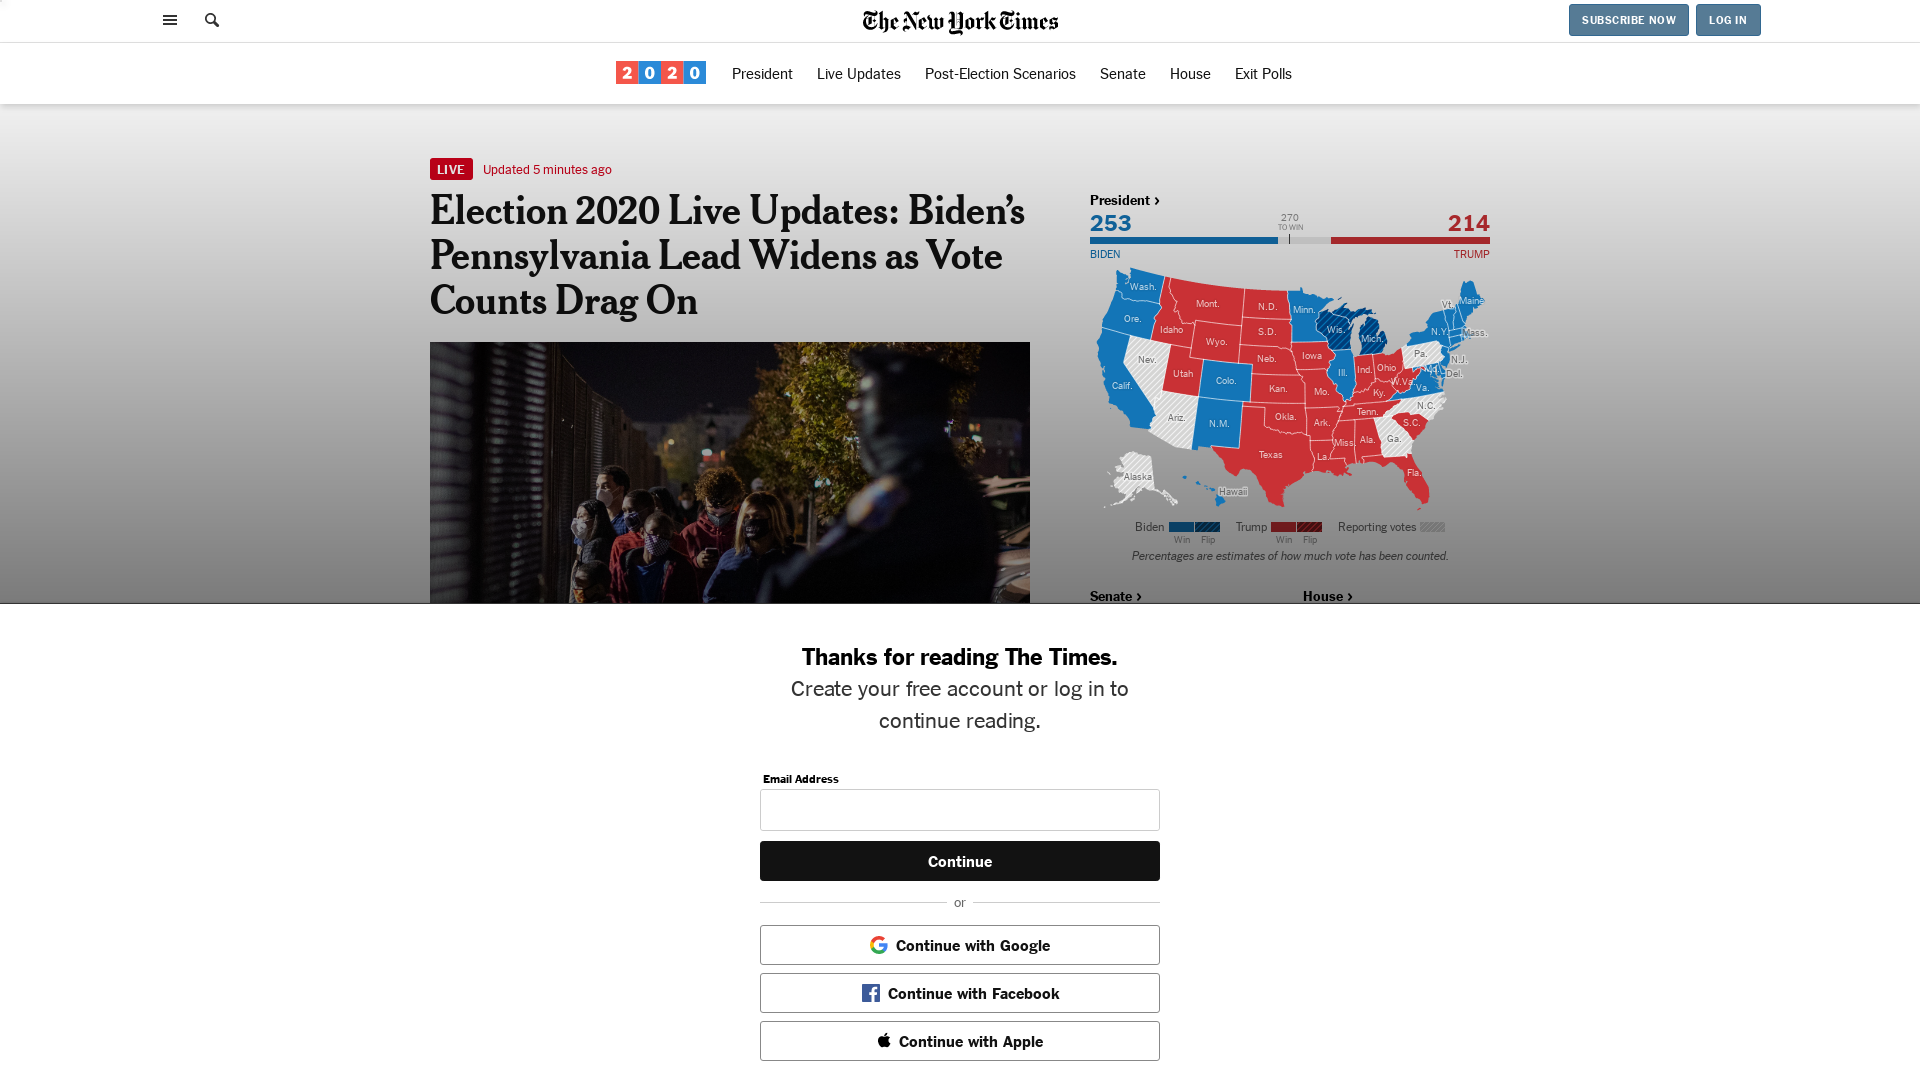 The New York Times
SUBSCRIBE NOW
LOG IN
2020
President
Live Updates
Post-Election Scenarios
Senate
House
Exit Polls
LIVE
Updated 5 minutes ago
Election 2020 Live Updates: Biden’s
Pennsylvania Lead Widens as Vote
Counts Drag On
President ›
253
270
TO WIN
214
BIDEN
TRUMP
Wash.
Mont.
N.D.
Minn.
Vt.
Maine
Ore.
Idaho
S.D.
Wis.
Mich.
N.Y.
Mass.
Wyo.
Nev.
Neb.
Iowa
Pa.
N.J.
Utah
Colo.
Ill.
Ind.
Ohio
Md.
Del.
Calif.
Kan.
Mo.
Ky.
W.Va.
Va.
Ariz.
N.M.
Okla.
Ark.
Tenn.
N.C.
S.C.
Texas
La.
Miss.
Ala.
Ga.
Fla.
Alaska
Hawaii
Biden
Trump
Reporting votes
Win
Flip
Win
Flip
Percentages are estimates of how much vote has been counted.
Senate ›
House ›
Thanks for reading The Times.
Create your free account or log in to
continue reading.
Email Address
Continue
or
Continue with Google
Continue with Facebook
Continue with Apple